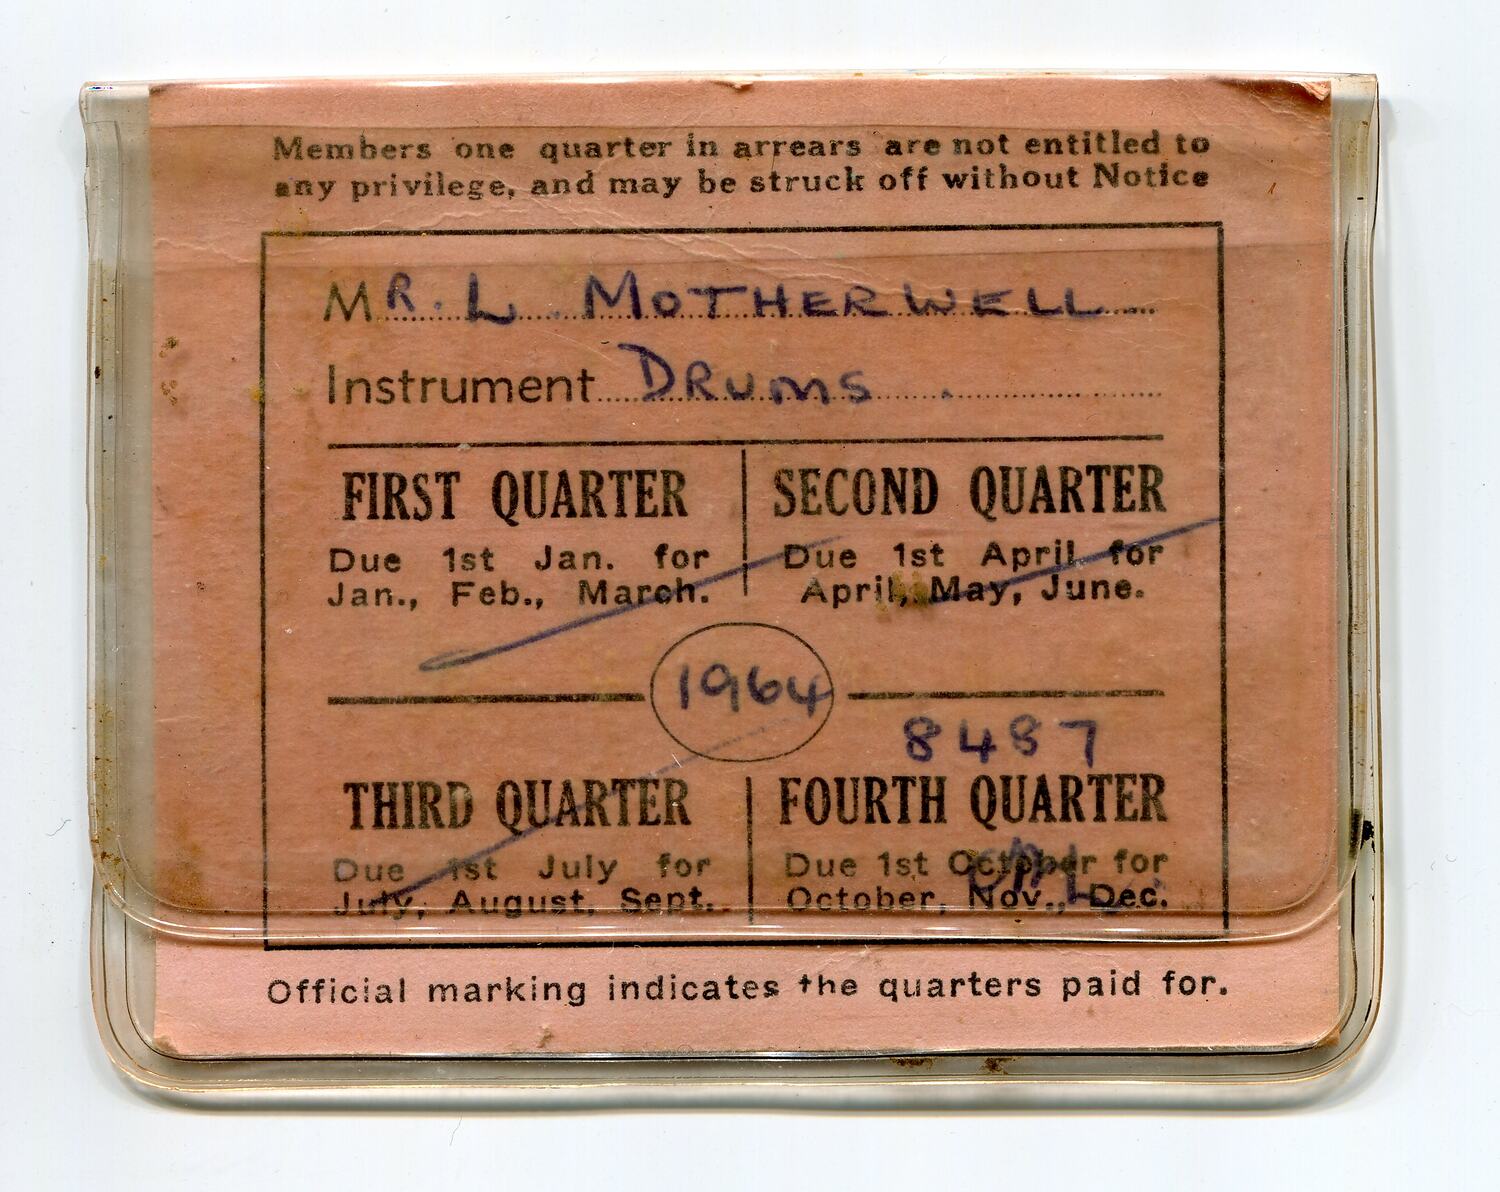 Members one quarter in arrears are not entitled to
any privilege, and may be struck off without Notice
MR. L. MOTHERWELL
Instrument DRUMS
FIRST QUARTER
Due 1st Jan. for
Jan., Feb., March.
SECOND QUARTER
Due 1st April for
April, May, June.
1964
8487
THIRD QUARTER
Due 1st July for
July, August, Sept.
FOURTH QUARTER
Due 1st October for
October, Nov., Dec.
Official marking indicates the quarters paid for.